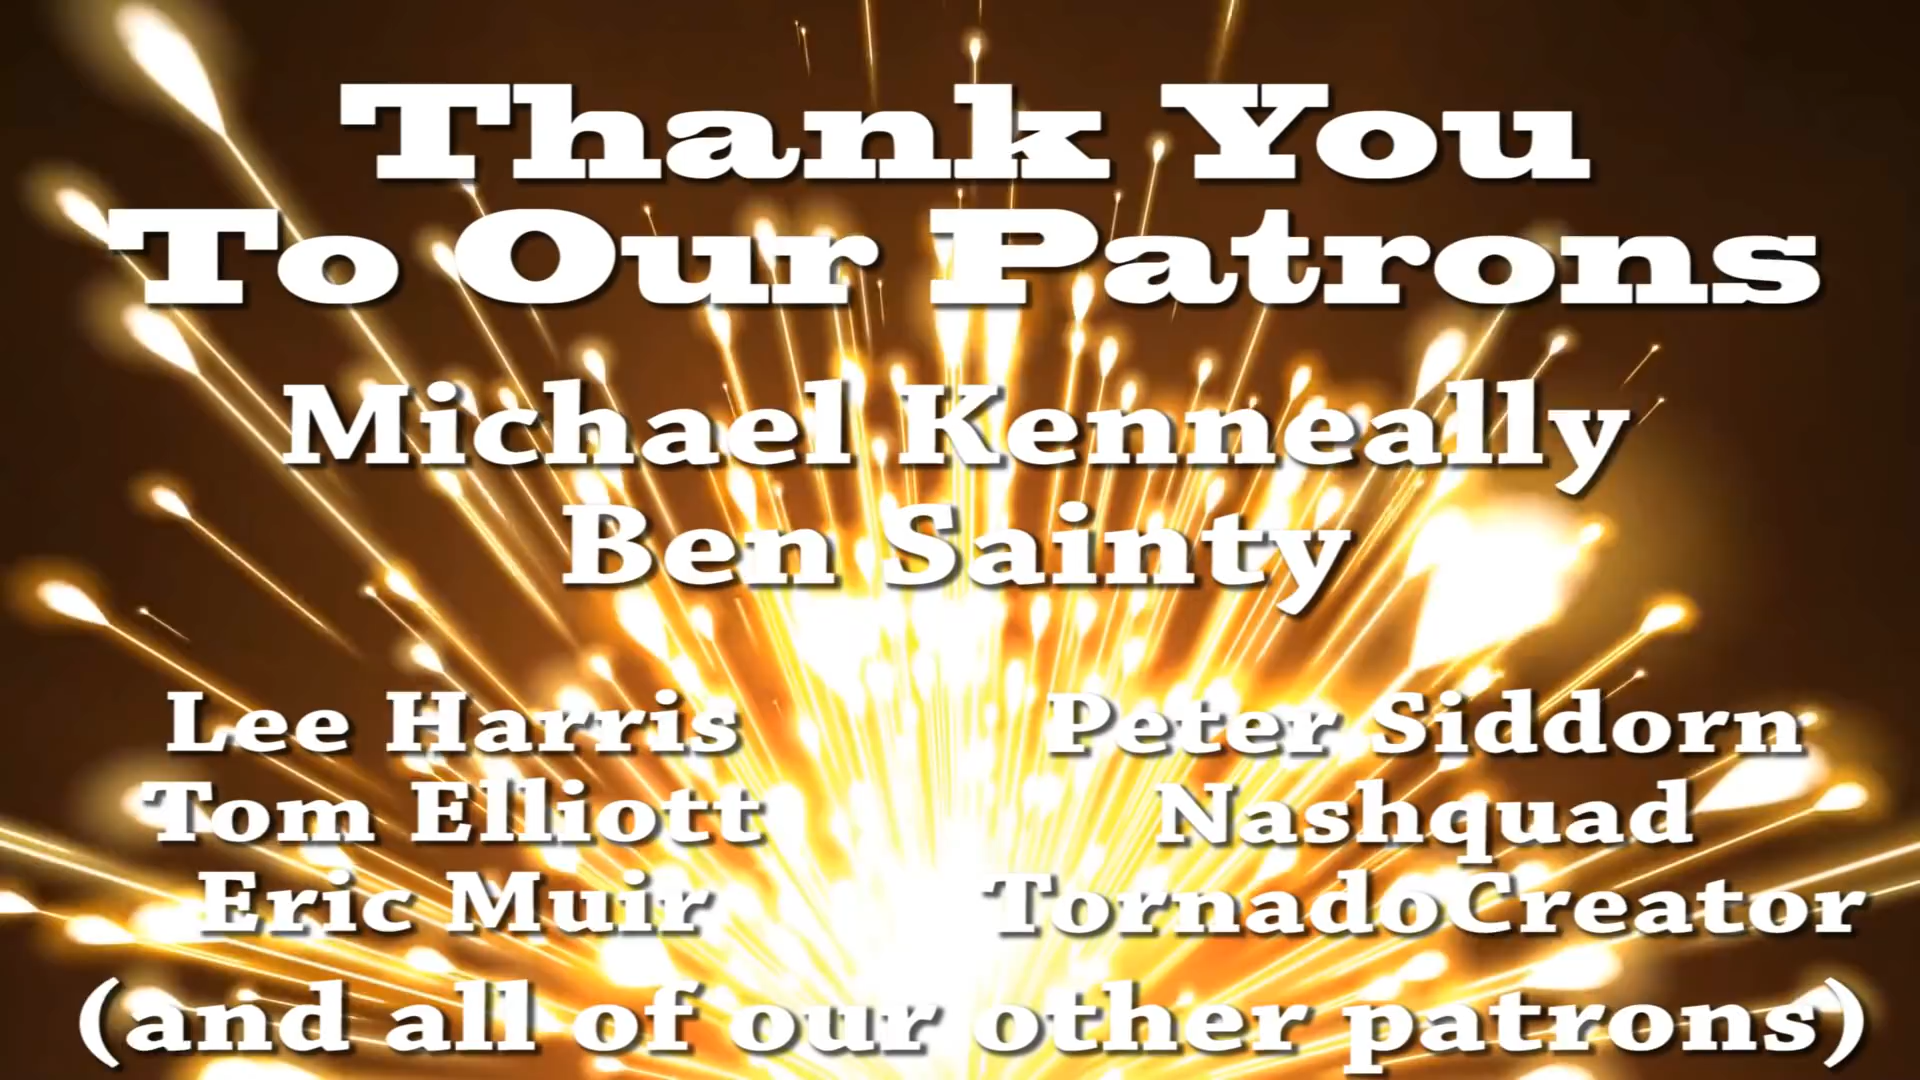 Thank You
To Our Patrons
Michael Kenneally
Ben Sainty
Lee Harris
Tom Elliott
Eric Muir
Peter Siddorn
Nashquad
TornadoCreator
(and all of our other patrons)